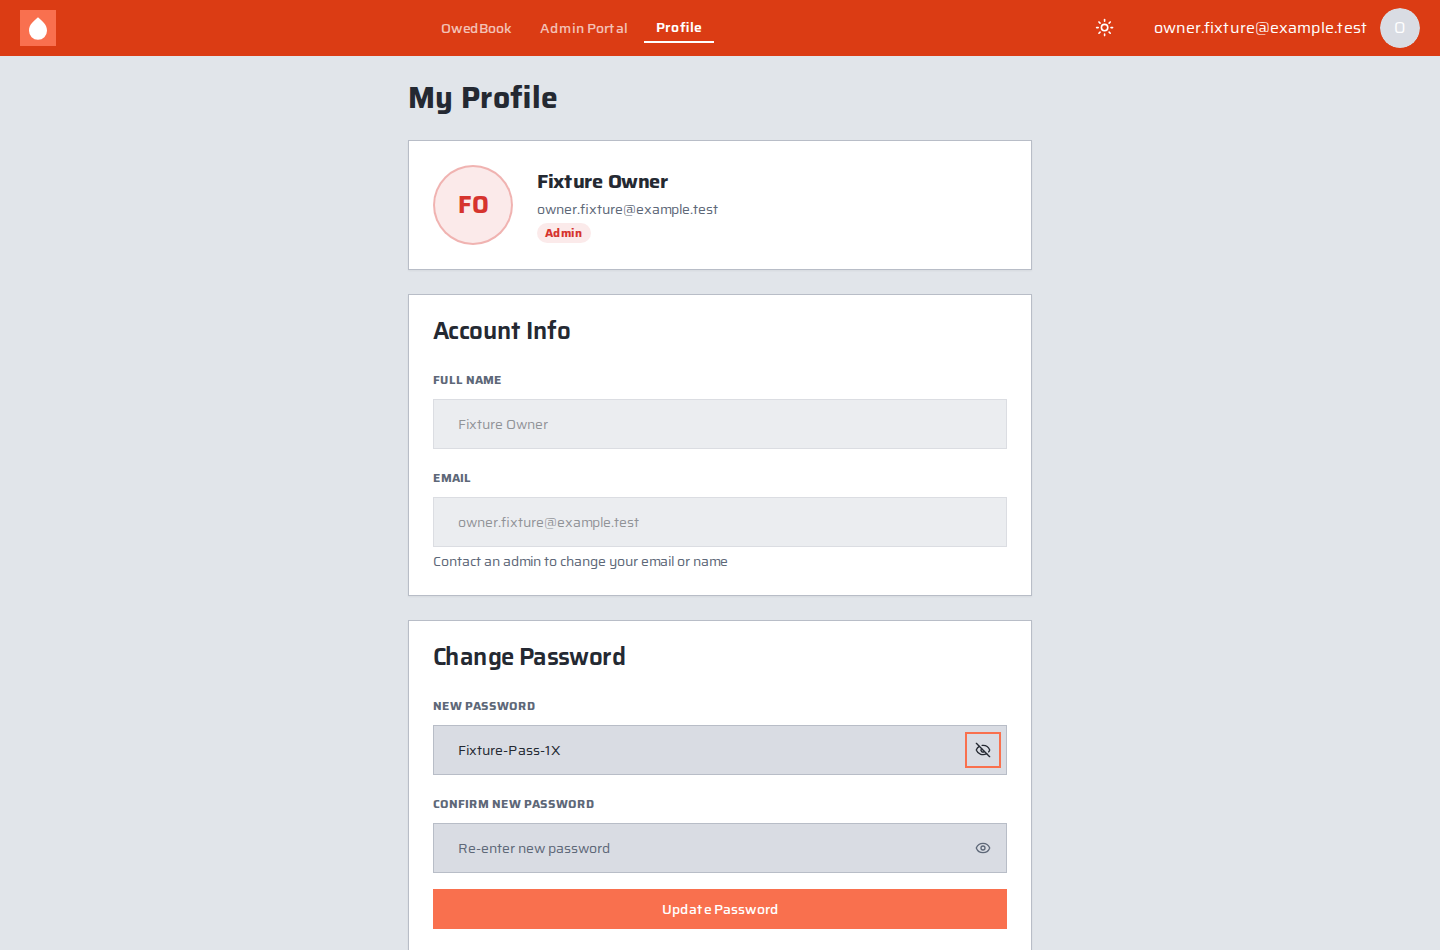 OwedBook Admin Portal Profile owner.fixture@example.test O
My Profile
FO
Fixture Owner
owner.fixture@example.test
Admin
Account Info
FULL NAME
Fixture Owner
EMAIL
owner.fixture@example.test
Contact an admin to change your email or name
Change Password
NEW PASSWORD
Fixture-Pass-1X
CONFIRM NEW PASSWORD
Re-enter new password
Update Password